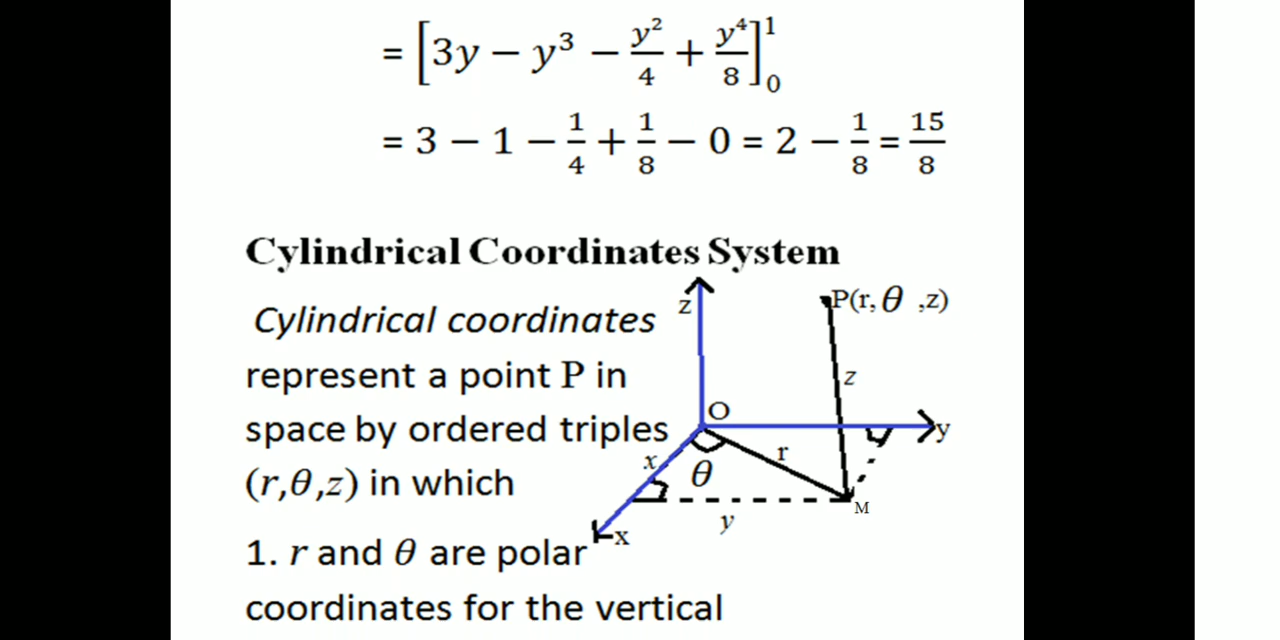 = [3y − y³ − y²/4 + y⁴/8]₀¹
= 3 − 1 − 1/4 + 1/8 − 0 = 2 − 1/8 = 15/8
Cylindrical Coordinates System
Cylindrical coordinates
represent a point P in
space by ordered triples
(r,θ,z) in which
1. r and θ are polar
coordinates for the vertical
z
P(r, θ ,z)
z
O
y
x
θ
r
M
y
x